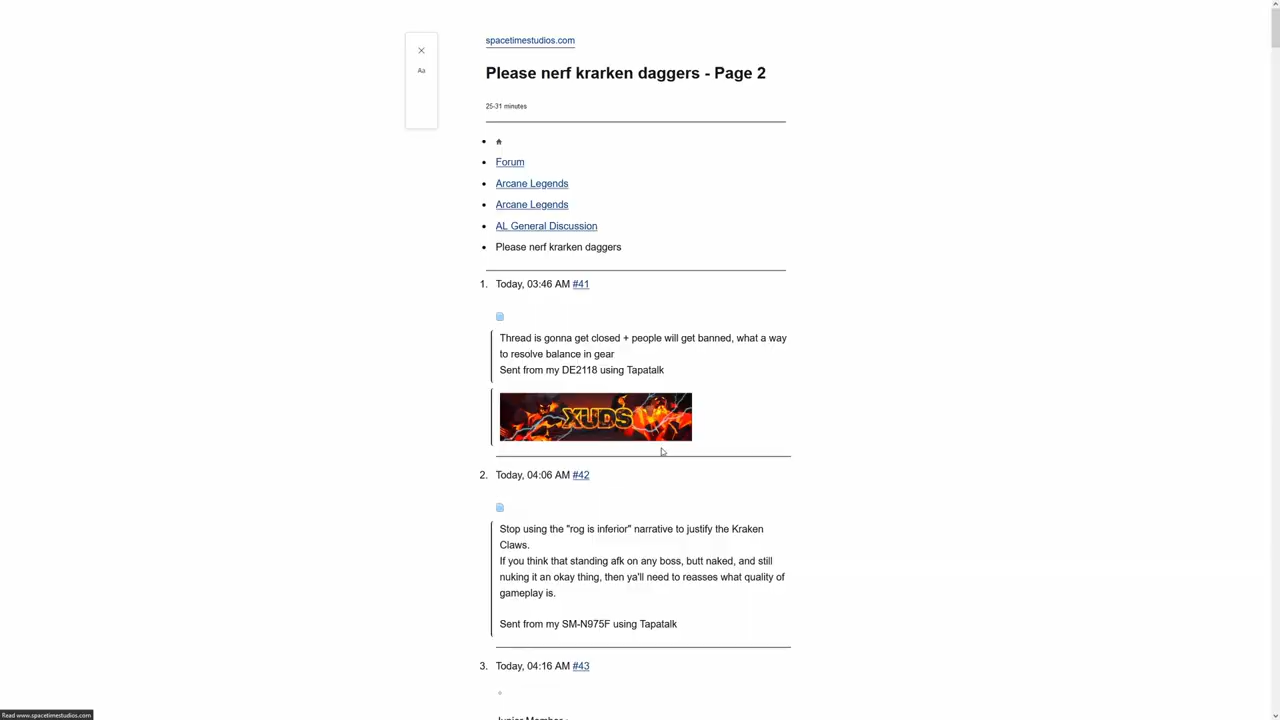 spacetimestudios.com
Please nerf krarken daggers - Page 2
25-31 minutes
Aa
Forum
Arcane Legends
Arcane Legends
AL General Discussion
Please nerf krarken daggers
1. Today, 03:46 AM #41
Thread is gonna get closed + people will get banned, what a way
to resolve balance in gear
Sent from my DE2118 using Tapatalk
XUDS
2. Today, 04:06 AM #42
Stop using the "rog is inferior" narrative to justify the Kraken
Claws.
If you think that standing afk on any boss, butt naked, and still
nuking it an okay thing, then ya'll need to reasses what quality of
gameplay is.
Sent from my SM-N975F using Tapatalk
3. Today, 04:16 AM #43
Junior Member
Read www.spacetimestudios.com